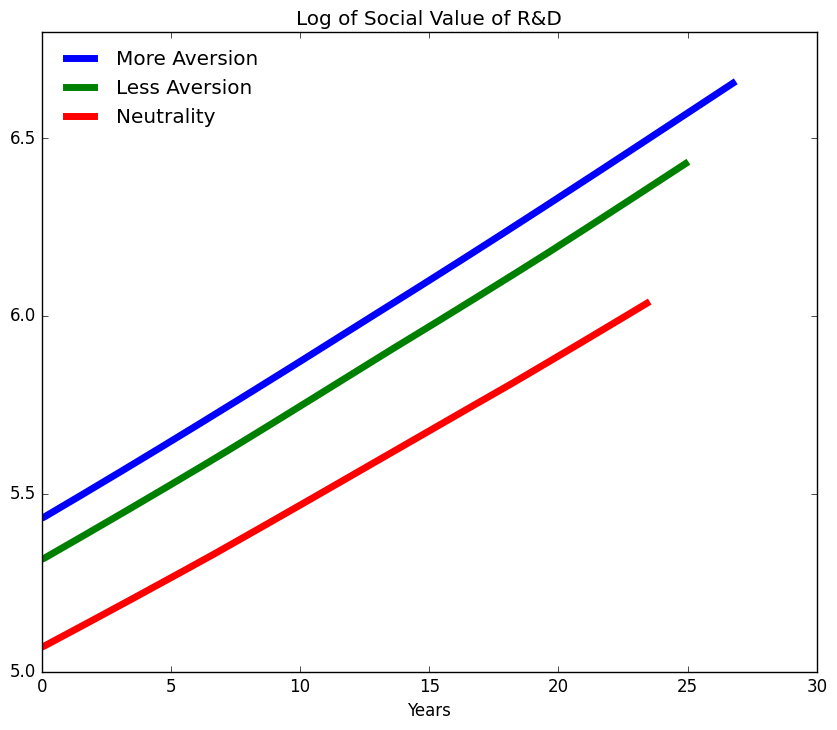 Log of Social Value of R&D
More Aversion
Less Aversion
Neutrality
6.5
6.0
5.5
5.0
0 5 10 15 20 25 30
Years